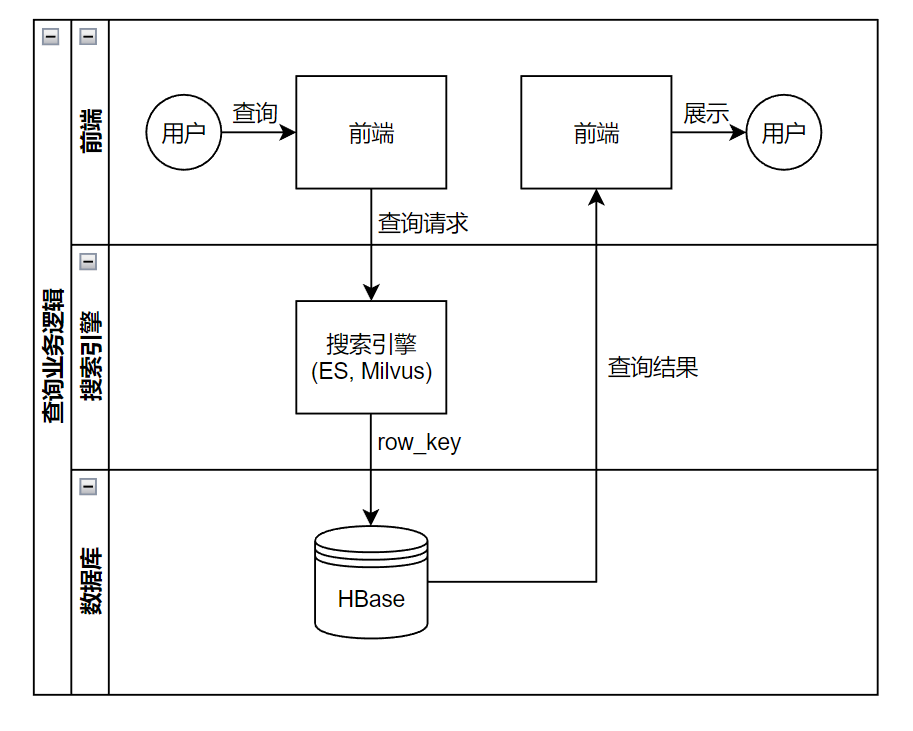 查询业务逻辑
前端
用户
查询
前端
前端
展示
用户
查询请求
搜索引擎
搜索引擎
(ES, Milvus)
查询结果
row_key
数据库
HBase